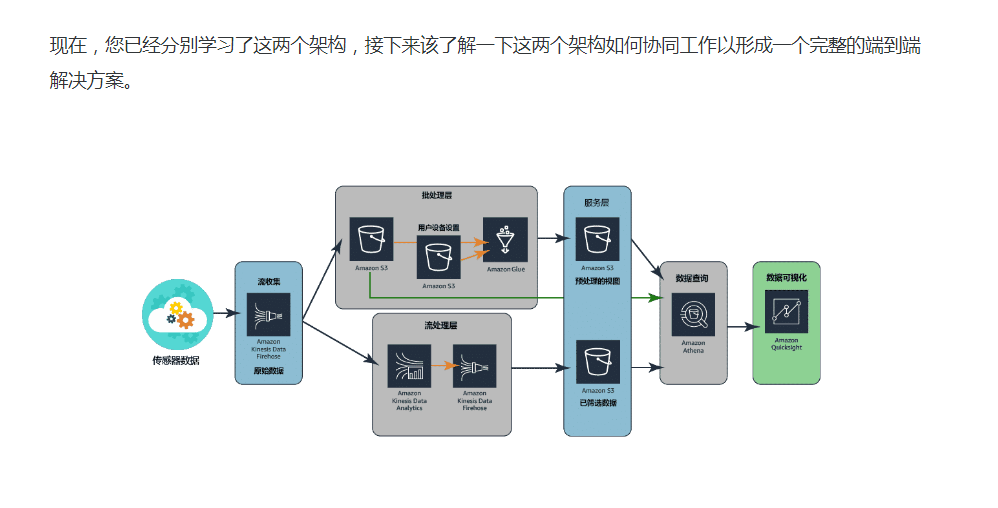 现在，您已经分别学习了这两个架构，接下来该了解一下这两个架构如何协同工作以形成一个完整的端到端
解决方案。
传感器数据
流收集
Amazon
Kinesis Data
Firehose
原始数据
批处理层
Amazon S3
用户设备设置
Amazon S3
Amazon Glue
流处理层
Amazon
Kinesis Data
Analytics
Amazon
Kinesis Data
Firehose
服务层
Amazon S3
预处理的视图
Amazon S3
已筛选数据
数据查询
Amazon
Athena
数据可视化
Amazon
Quicksight